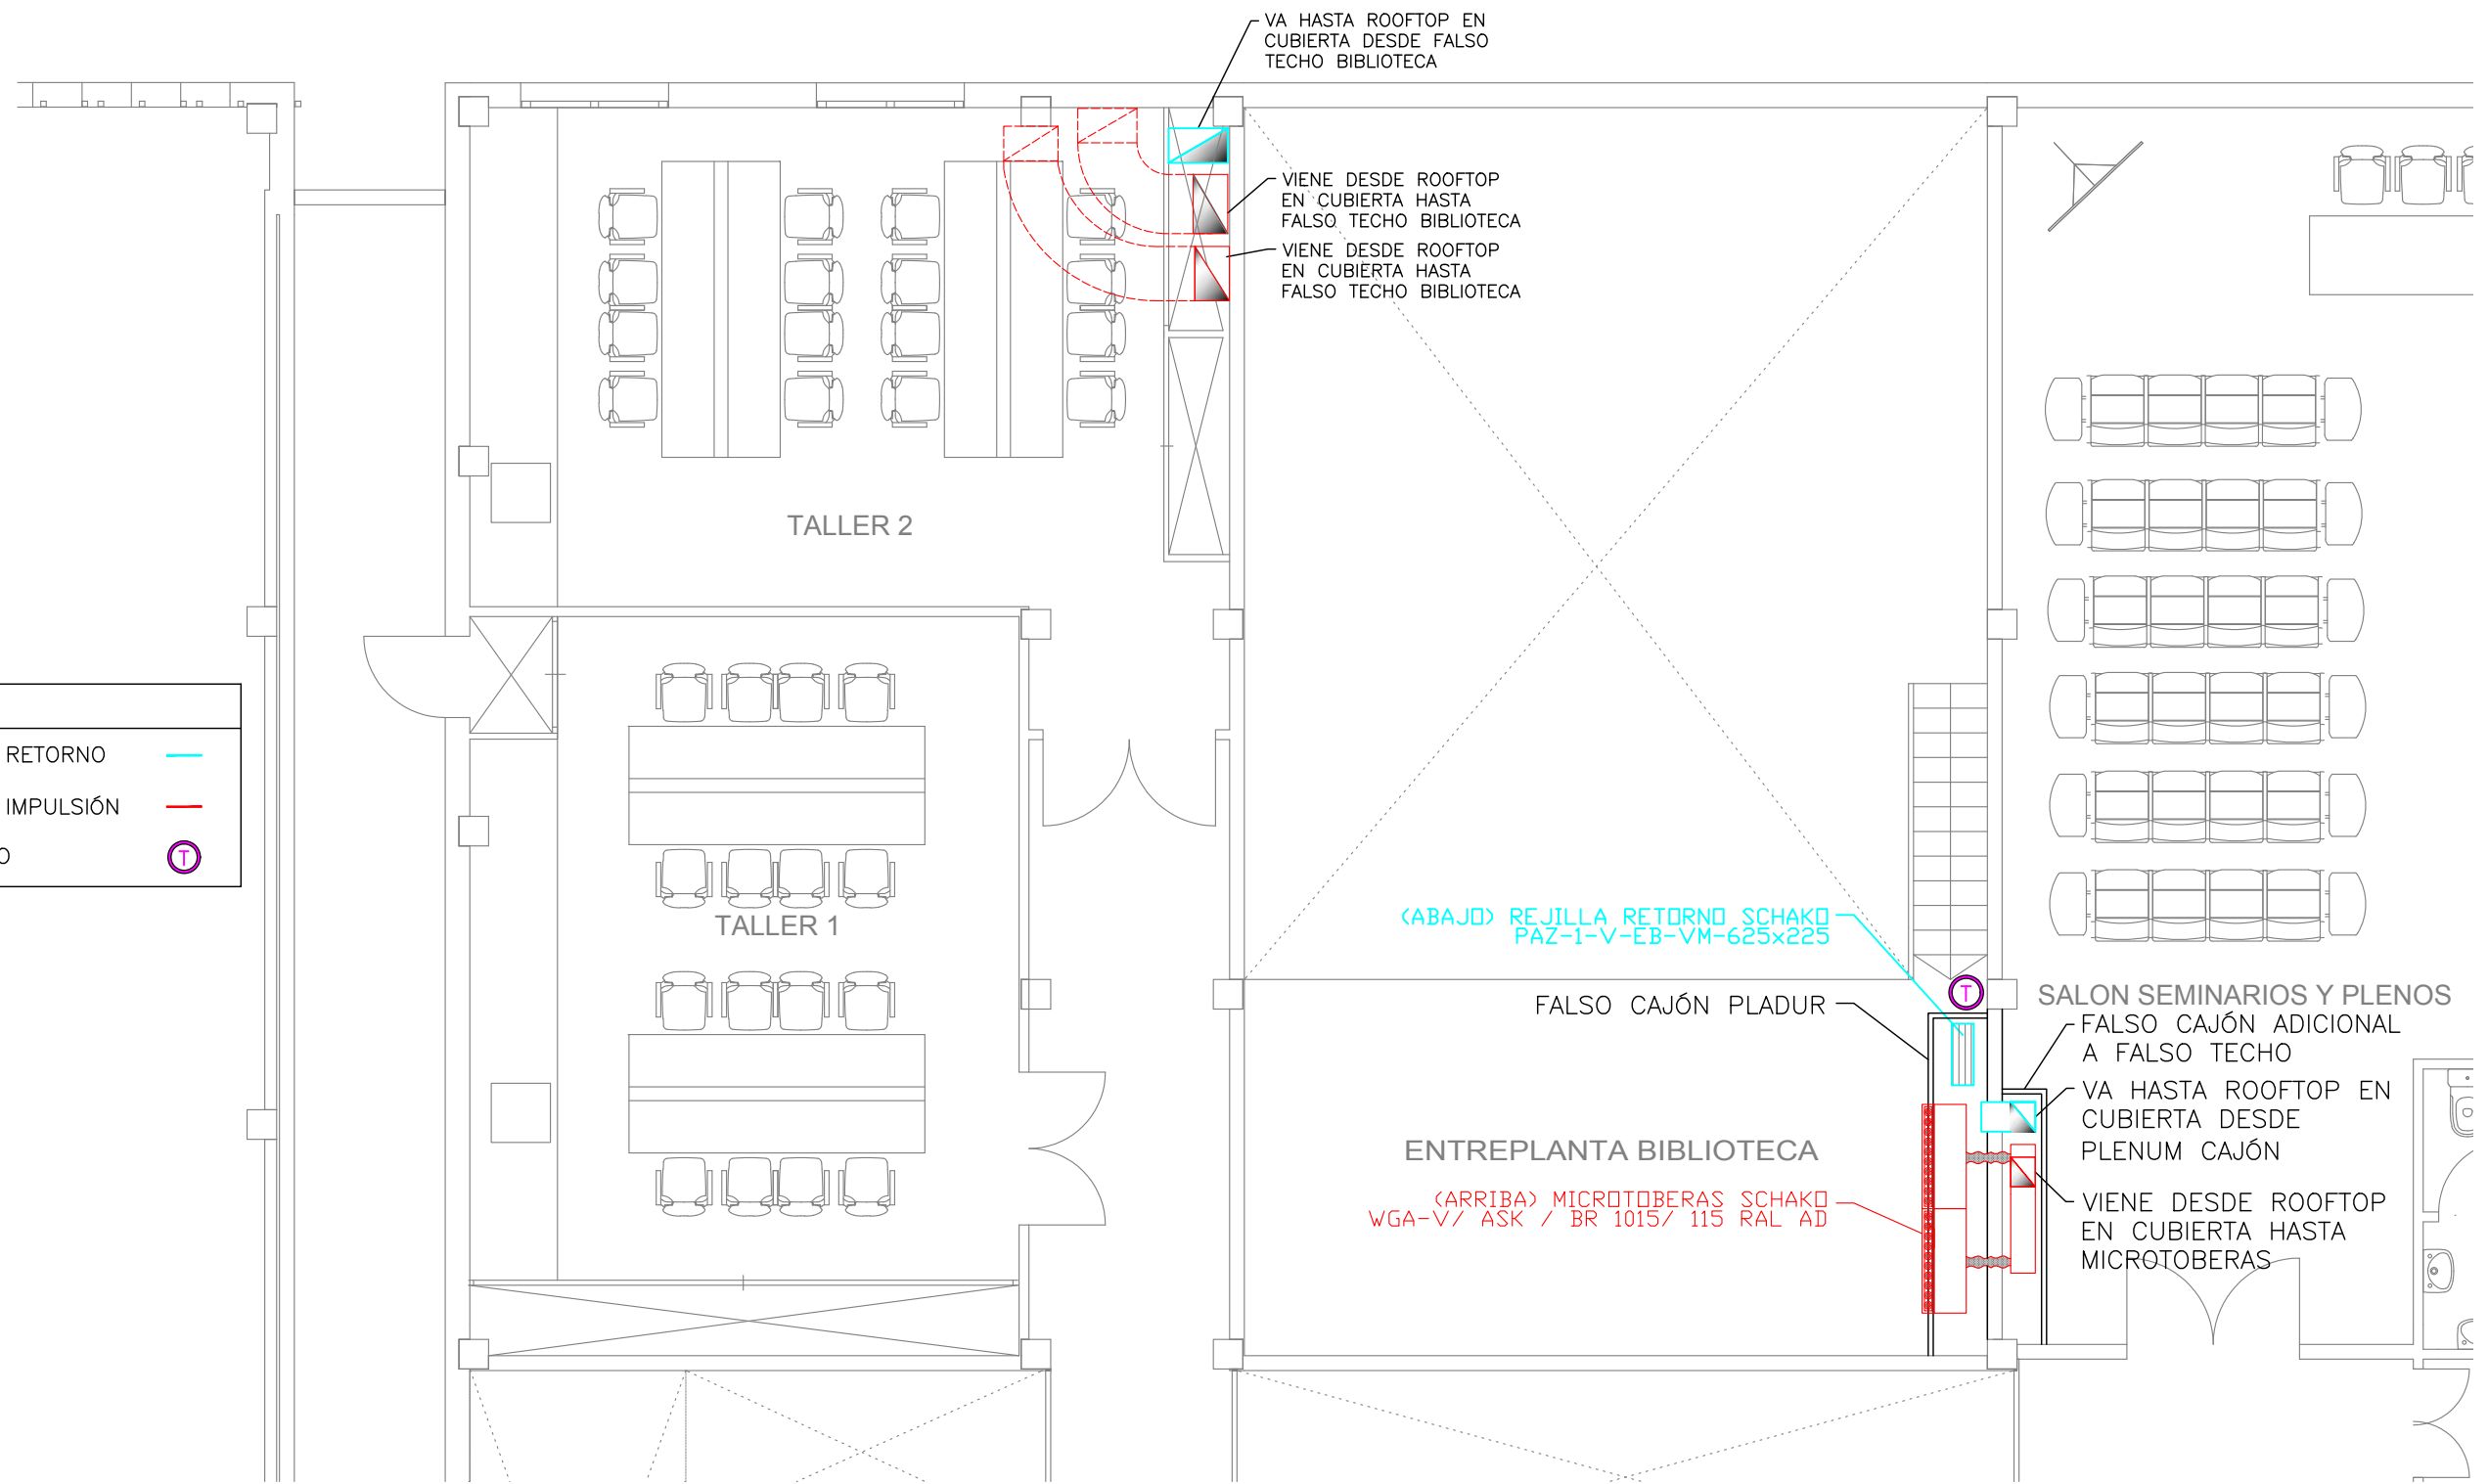 VA HASTA ROOFTOP EN
CUBIERTA DESDE FALSO
TECHO BIBLIOTECA
VIENE DESDE ROOFTOP
EN CUBIERTA HASTA
FALSO TECHO BIBLIOTECA
VIENE DESDE ROOFTOP
EN CUBIERTA HASTA
FALSO TECHO BIBLIOTECA
TALLER 2
RETORNO
IMPULSIÓN
O
T
TALLER 1
(ABAJO) REJILLA RETORNO SCHAKO
PAZ-1-V-EB-VM-625x225
FALSO CAJÓN PLADUR
T
SALON SEMINARIOS Y PLENOS
FALSO CAJÓN ADICIONAL
A FALSO TECHO
VA HASTA ROOFTOP EN
CUBIERTA DESDE
PLENUM CAJÓN
ENTREPLANTA BIBLIOTECA
(ARRIBA) MICROTOBERAS SCHAKO
WGA-V/ ASK / BR 1015/ 115 RAL AD
VIENE DESDE ROOFTOP
EN CUBIERTA HASTA
MICROTOBERAS